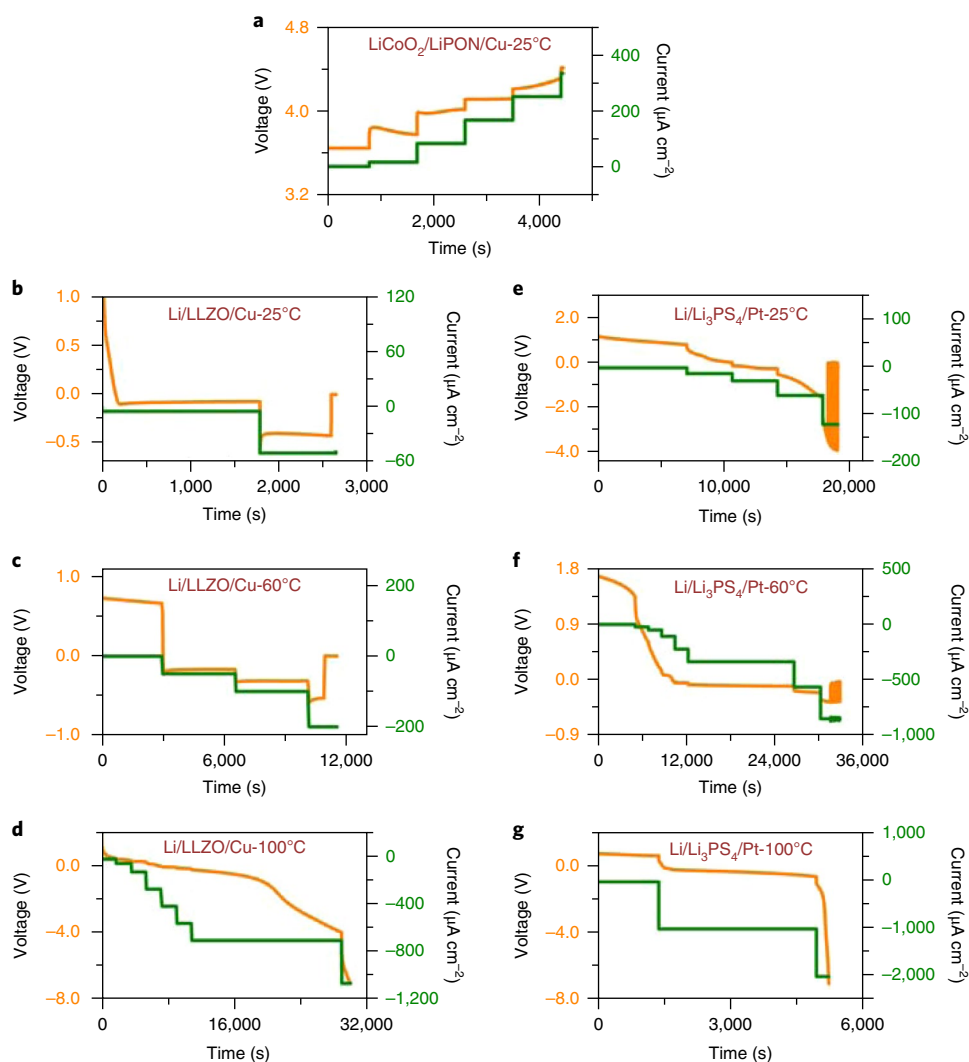 a
LiCoO₂/LiPON/Cu-25°C
4.8
4.0
3.2
Voltage (V)
400
300
200
100
0
Current (µA cm⁻²)
0
2,000
4,000
Time (s)
b
Li/LLZO/Cu-25°C
1.0
0.5
0.0
−0.5
Voltage (V)
120
60
0
−60
Current (µA cm⁻²)
0
1,000
2,000
3,000
Time (s)
c
Li/LLZO/Cu-60°C
1.0
0.0
−1.0
Voltage (V)
200
100
0
−100
−200
Current (µA cm⁻²)
0
6,000
12,000
Time (s)
d
Li/LLZO/Cu-100°C
0.0
−4.0
−8.0
Voltage (V)
0
−400
−800
−1,200
Current (µA cm⁻²)
0
16,000
32,000
Time (s)
e
Li/Li₃PS₄/Pt-25°C
2.0
0.0
−2.0
−4.0
Voltage (V)
100
0
−100
−200
Current (µA cm⁻²)
0
10,000
20,000
Time (s)
f
Li/Li₃PS₄/Pt-60°C
1.8
0.9
0.0
−0.9
Voltage (V)
500
0
−500
−1,000
Current (µA cm⁻²)
0
12,000
24,000
36,000
Time (s)
g
Li/Li₃PS₄/Pt-100°C
0.0
−4.0
−8.0
Voltage (V)
1,000
0
−1,000
−2,000
Current (µA cm⁻²)
0
3,000
6,000
Time (s)